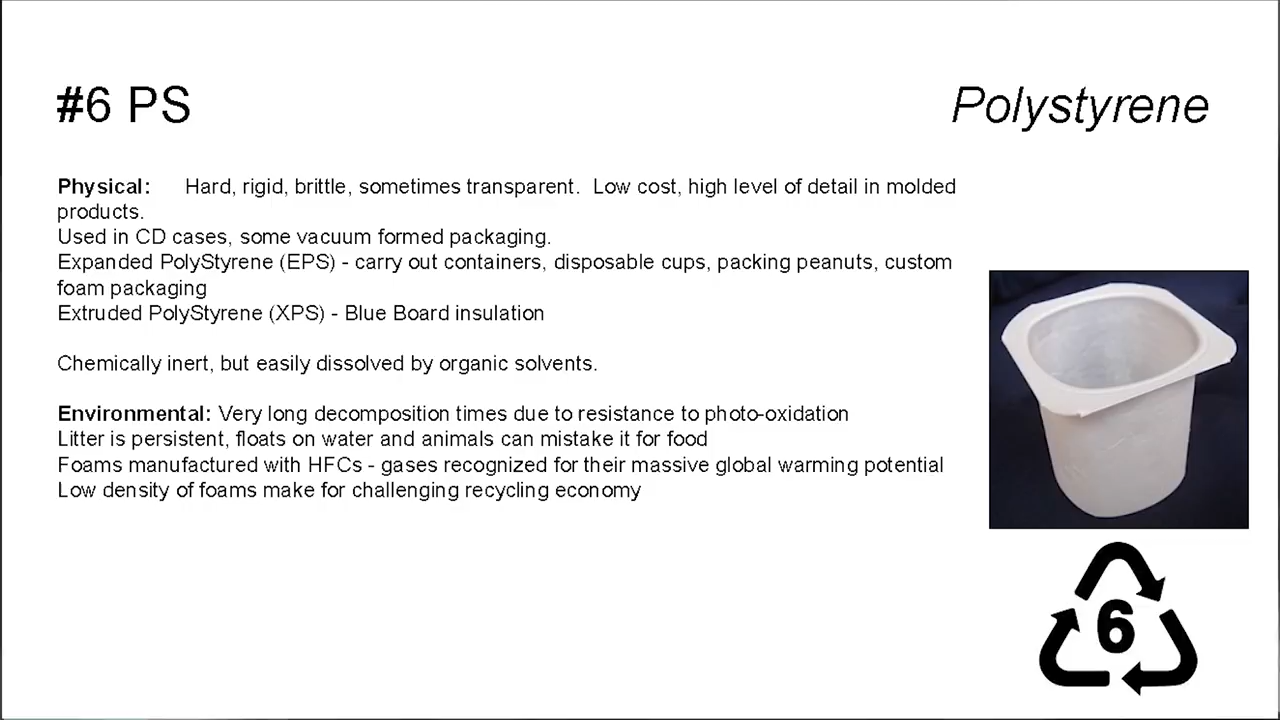 #6 PS
Polystyrene
Physical: Hard, rigid, brittle, sometimes transparent. Low cost, high level of detail in molded
products.
Used in CD cases, some vacuum formed packaging.
Expanded PolyStyrene (EPS) - carry out containers, disposable cups, packing peanuts, custom
foam packaging
Extruded PolyStyrene (XPS) - Blue Board insulation
Chemically inert, but easily dissolved by organic solvents.
Environmental: Very long decomposition times due to resistance to photo-oxidation
Litter is persistent, floats on water and animals can mistake it for food
Foams manufactured with HFCs - gases recognized for their massive global warming potential
Low density of foams make for challenging recycling economy
6